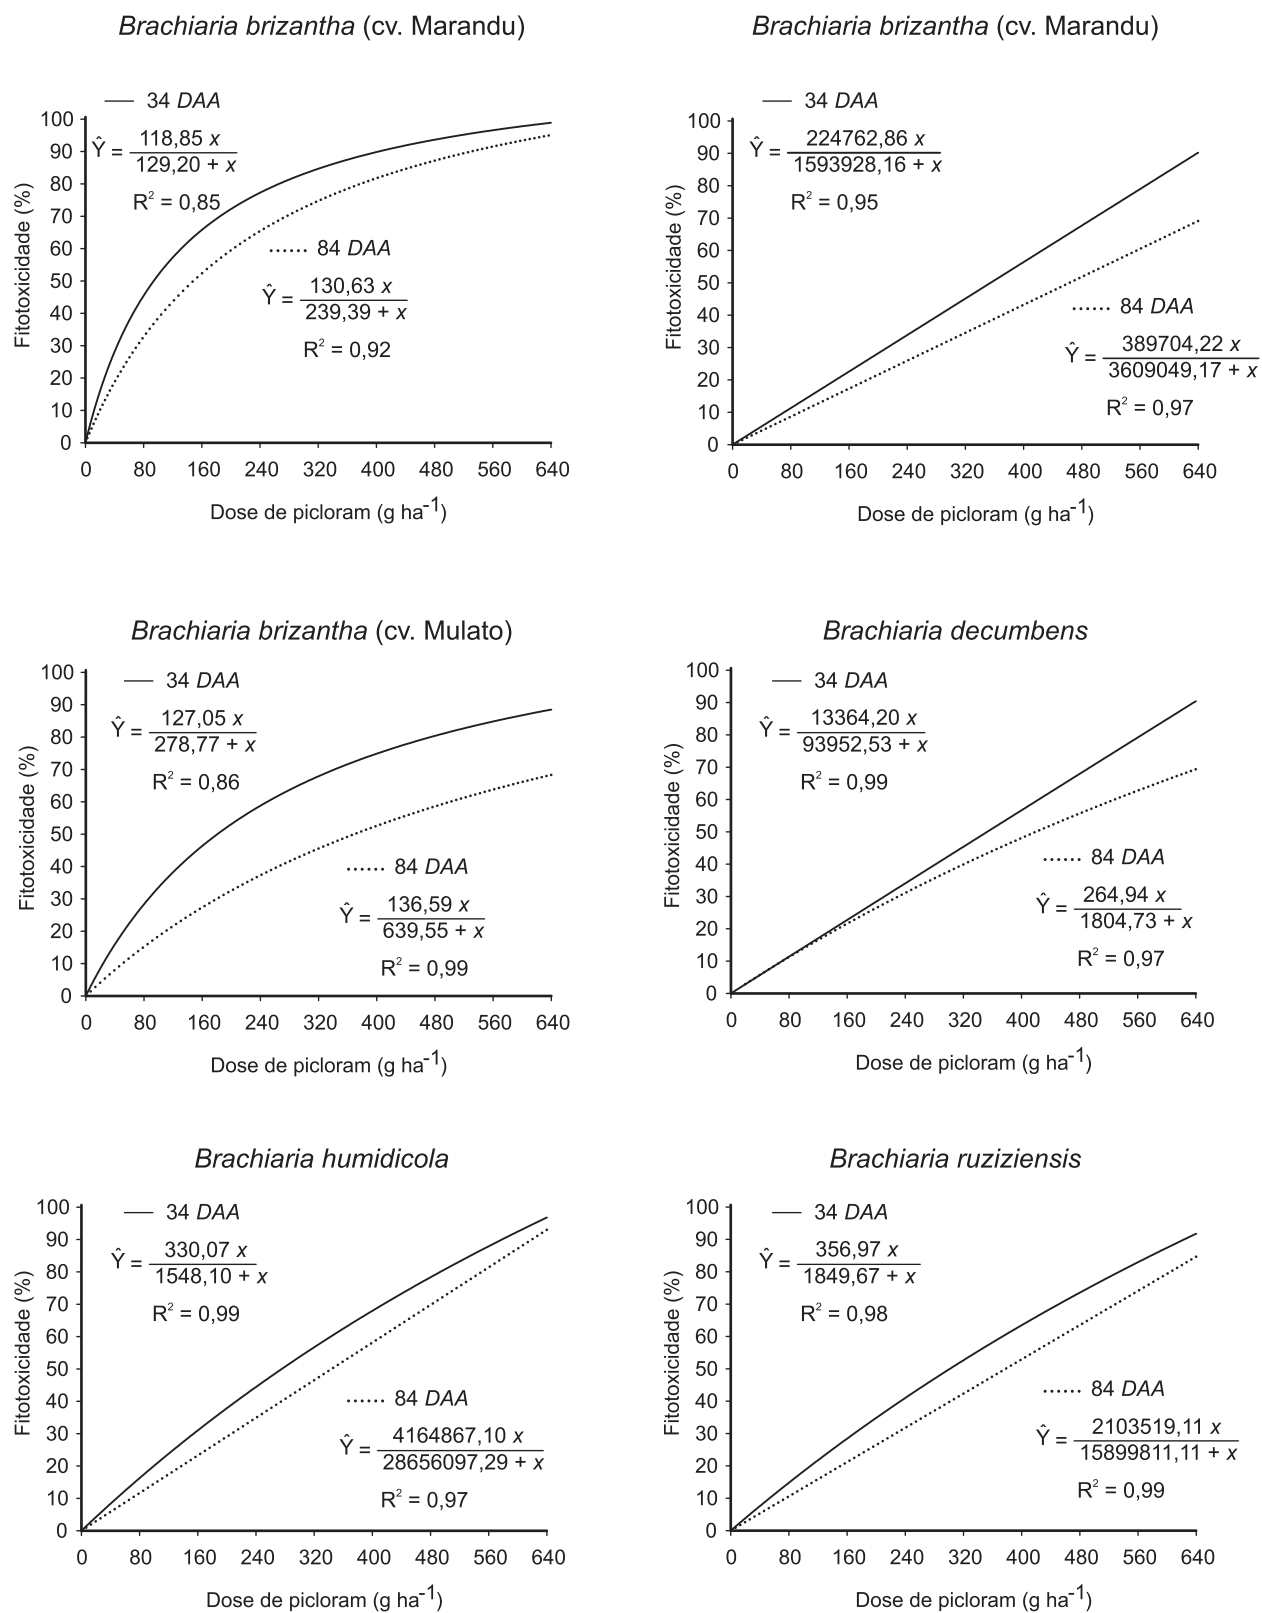 Brachiaria brizantha (cv. Marandu)
34 DAA
Ŷ = 118,85 x
129,20 + x
R² = 0,85
84 DAA
Ŷ = 130,63 x
239,39 + x
R² = 0,92
Fitotoxicidade (%)
100
90
80
70
60
50
40
30
20
10
0
0 80 160 240 320 400 480 560 640
Dose de picloram (g ha⁻¹)
Brachiaria brizantha (cv. Marandu)
34 DAA
Ŷ = 224762,86 x
1593928,16 + x
R² = 0,95
84 DAA
Ŷ = 389704,22 x
3609049,17 + x
R² = 0,97
Fitotoxicidade (%)
100
90
80
70
60
50
40
30
20
10
0
0 80 160 240 320 400 480 560 640
Dose de picloram (g ha⁻¹)
Brachiaria brizantha (cv. Mulato)
34 DAA
Ŷ = 127,05 x
278,77 + x
R² = 0,86
84 DAA
Ŷ = 136,59 x
639,55 + x
R² = 0,99
Fitotoxicidade (%)
100
90
80
70
60
50
40
30
20
10
0
0 80 160 240 320 400 480 560 640
Dose de picloram (g ha⁻¹)
Brachiaria decumbens
34 DAA
Ŷ = 13364,20 x
93952,53 + x
R² = 0,99
84 DAA
Ŷ = 264,94 x
1804,73 + x
R² = 0,97
Fitotoxicidade (%)
100
90
80
70
60
50
40
30
20
10
0
0 80 160 240 320 400 480 560 640
Dose de picloram (g ha⁻¹)
Brachiaria humidicola
34 DAA
Ŷ = 330,07 x
1548,10 + x
R² = 0,99
84 DAA
Ŷ = 4164867,10 x
28656097,29 + x
R² = 0,97
Fitotoxicidade (%)
100
90
80
70
60
50
40
30
20
10
0
0 80 160 240 320 400 480 560 640
Dose de picloram (g ha⁻¹)
Brachiaria ruziziensis
34 DAA
Ŷ = 356,97 x
1849,67 + x
R² = 0,98
84 DAA
Ŷ = 2103519,11 x
15899811,11 + x
R² = 0,99
Fitotoxicidade (%)
100
90
80
70
60
50
40
30
20
10
0
0 80 160 240 320 400 480 560 640
Dose de picloram (g ha⁻¹)